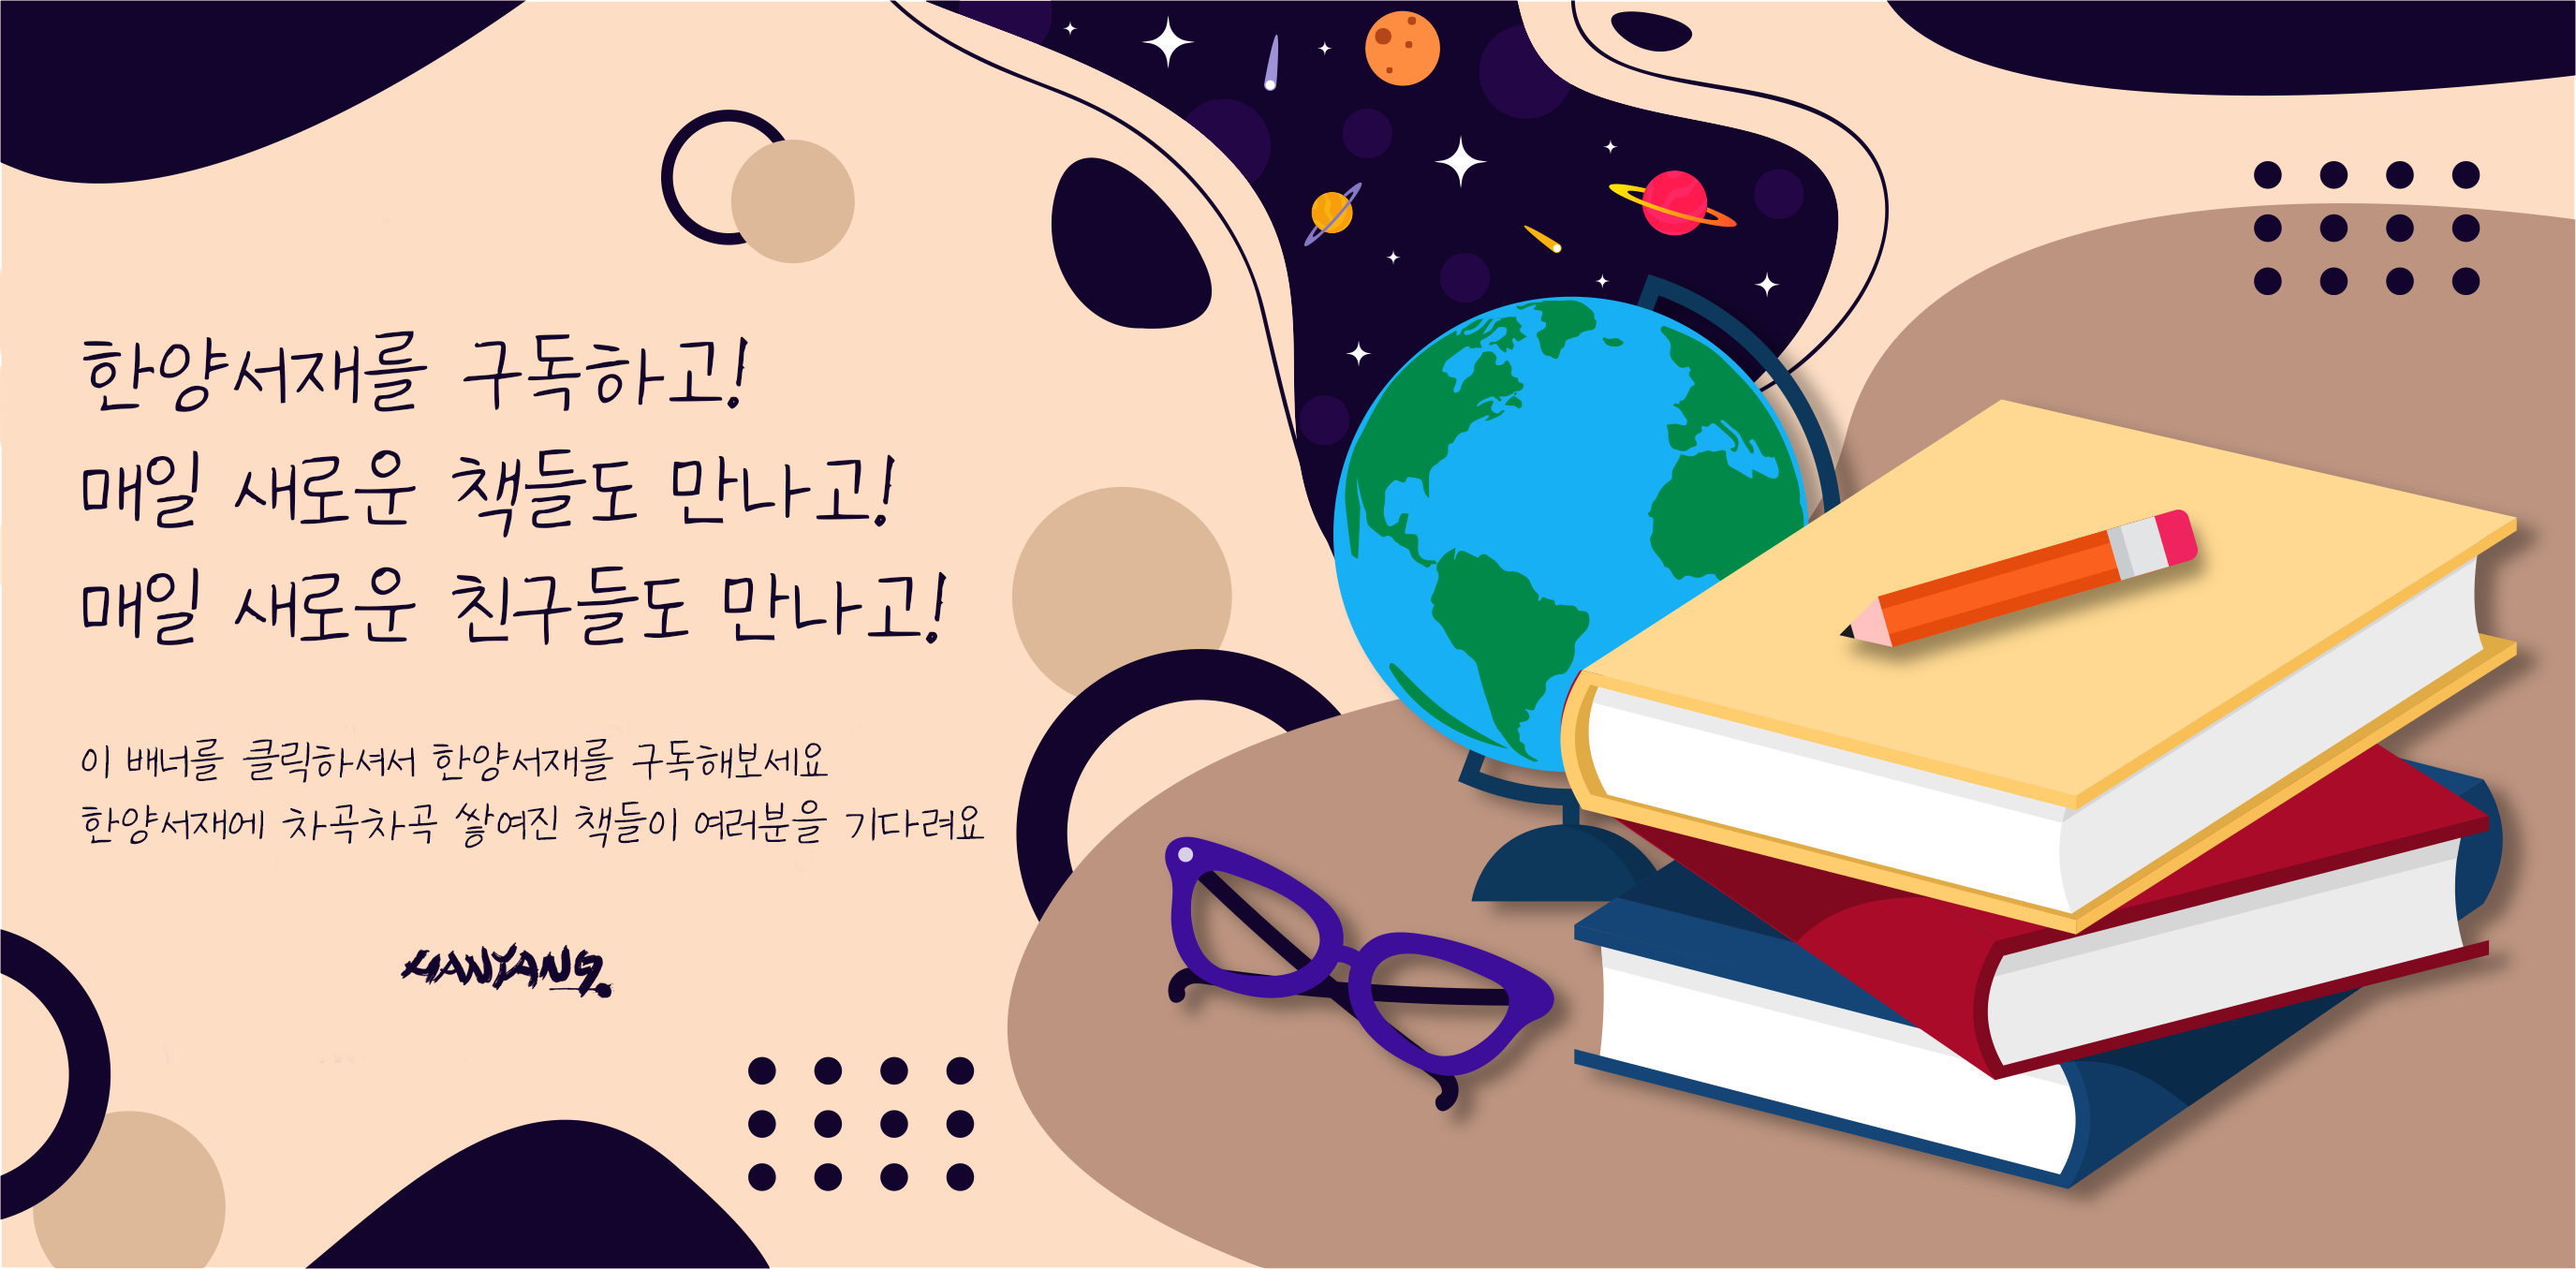 한양서재를 구독하고!
매일 새로운 책들도 만나고!
매일 새로운 친구들도 만나고!
이 배너를 클릭하셔서 한양서재를 구독해보세요
한양서재에 차곡차곡 쌓여진 책들이 여러분을 기다려요
HANYANG.